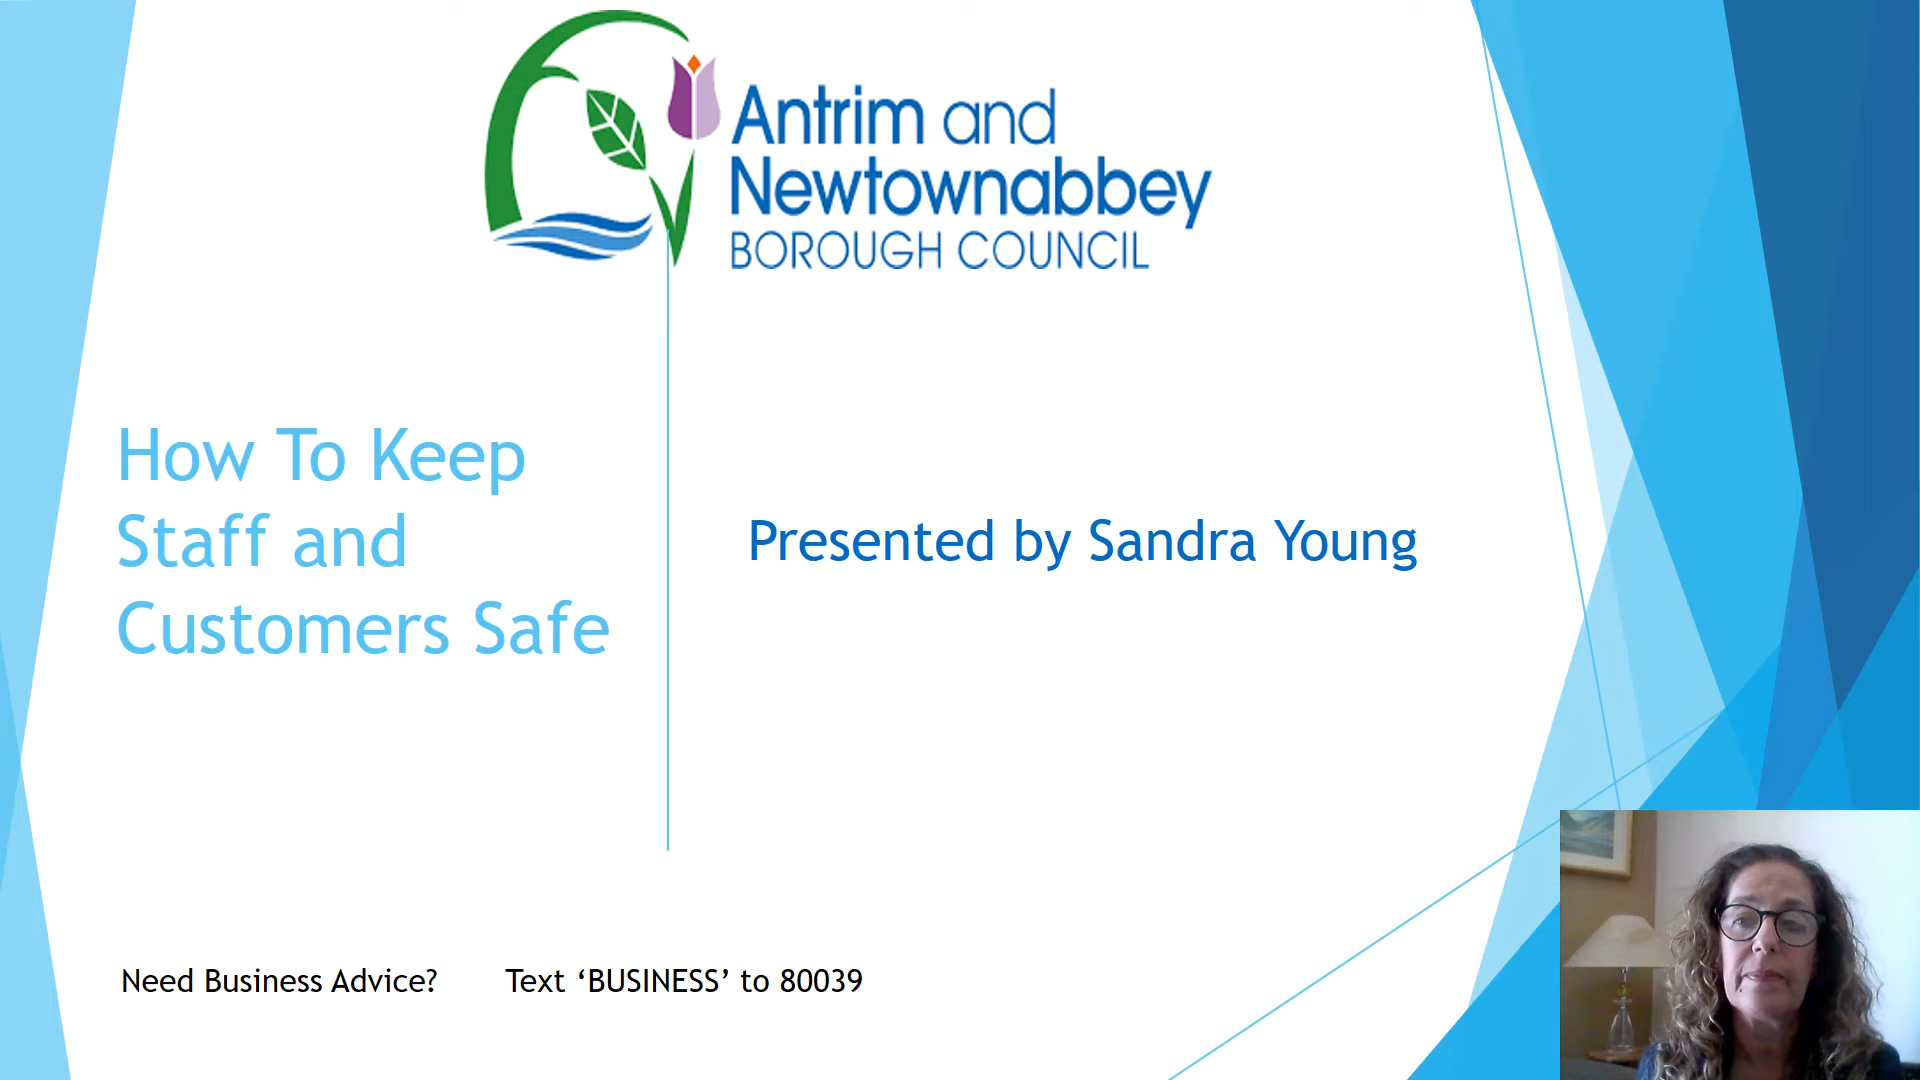 Antrim and
Newtownabbey
BOROUGH COUNCIL
How To Keep
Staff and
Customers Safe
Presented by Sandra Young
Need Business Advice? Text ‘BUSINESS’ to 80039